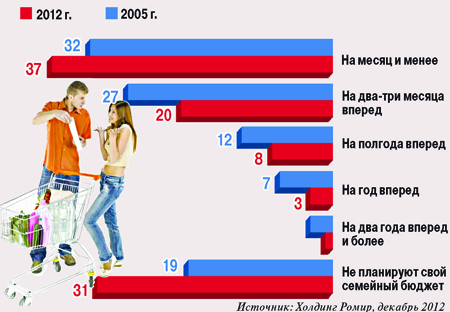 2012 г. 2005 г.
32
37
На месяц и менее
27
20
На два-три месяца
вперед
12
8
На полгода вперед
7
3
На год вперед
На два года вперед
и более
19
31
Не планируют свой
семейный бюджет
Источник: Холдинг Ромир, декабрь 2012